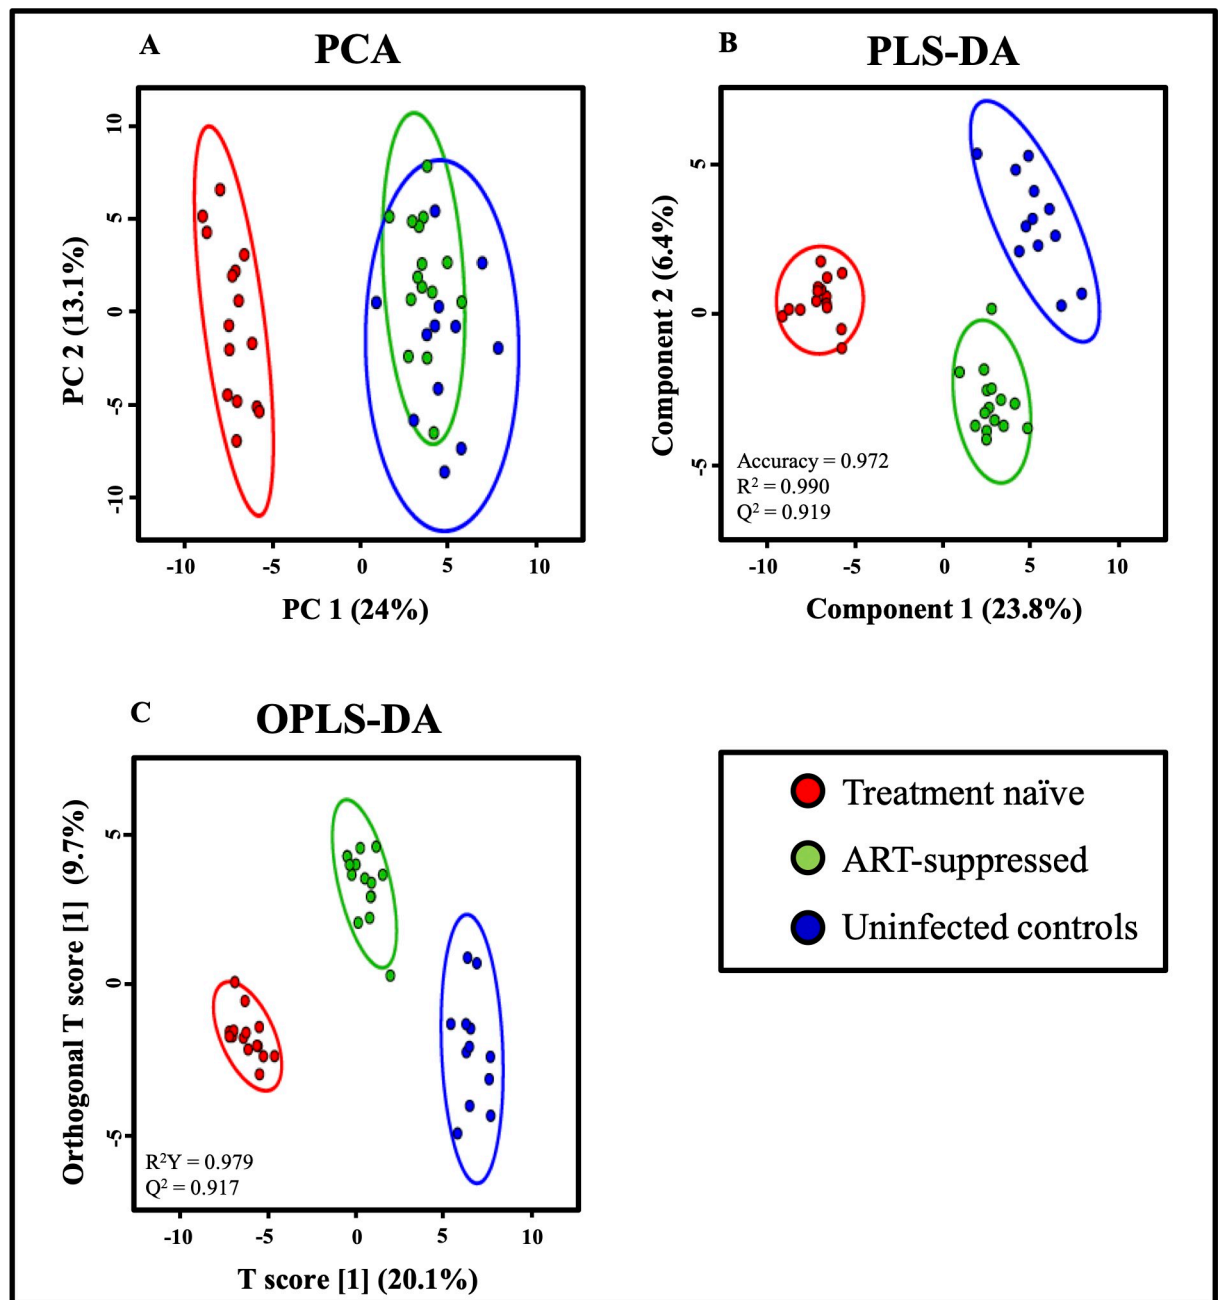 A
PCA
10
5
0
-5
-10
PC 2 (13.1%)
-10
-5
0
5
10
PC 1 (24%)
B
PLS-DA
5
0
-5
Component 2 (6.4%)
Accuracy = 0.972
R² = 0.990
Q² = 0.919
-10
-5
0
5
10
Component 1 (23.8%)
C
OPLS-DA
5
0
-5
Orthogonal T score [1] (9.7%)
R²Y = 0.979
Q² = 0.917
-10
-5
0
5
10
T score [1] (20.1%)
Treatment naïve
ART-suppressed
Uninfected controls